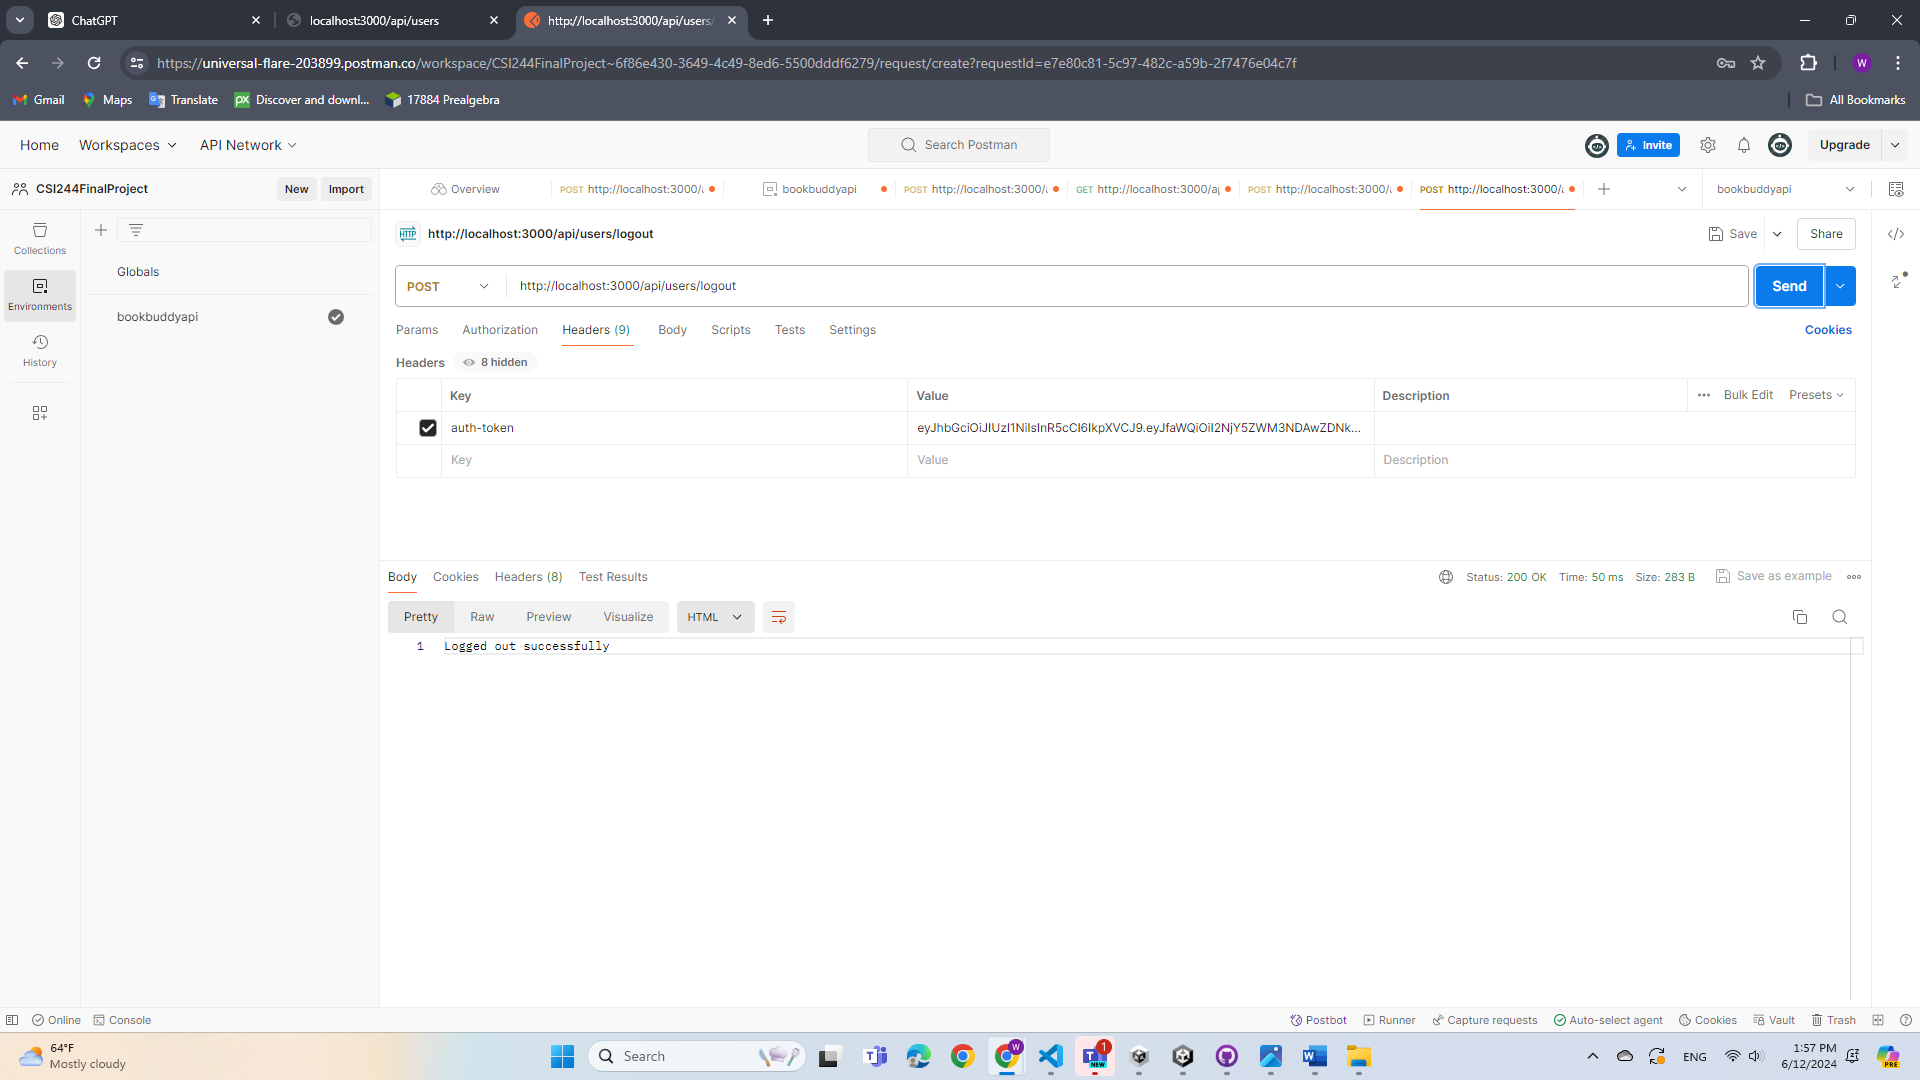 ChatGPT
localhost:3000/api/users
http://localhost:3000/api/users/
https://universal-flare-203899.postman.co/workspace/CSI244FinalProject~6f86e430-3649-4c49-8ed6-5500dddf6279/request/create?requestId=e7e80c81-5c97-482c-a59b-2f7476e04c7f
W
Gmail
Maps
Translate
Discover and downl...
17884 Prealgebra
All Bookmarks
Home
Workspaces
API Network
Search Postman
Invite
Upgrade
CSI244FinalProject
New
Import
Overview
POST http://localhost:3000/
bookbuddyapi
POST http://localhost:3000/
GET http://localhost:3000/a
POST http://localhost:3000/
POST http://localhost:3000/
bookbuddyapi
Collections
Environments
History
Globals
bookbuddyapi
HTTP http://localhost:3000/api/users/logout
Save
Share
POST
http://localhost:3000/api/users/logout
Send
Params Authorization Headers (9) Body Scripts Tests Settings
Cookies
Headers 8 hidden
Key Value Description
Bulk Edit Presets
auth-token eyJhbGciOiJIUzI1NiIsInR5cCI6IkpXVCJ9.eyJfaWQiOiI2NjY5ZWM3NDAwZDNk...
Key Value Description
Body Cookies Headers (8) Test Results
Status: 200 OK Time: 50 ms Size: 283 B
Save as example
Pretty Raw Preview Visualize HTML
1 Logged out successfully
Online Console
Postbot Runner Capture requests Auto-select agent Cookies Vault Trash
64°F
Mostly cloudy
Search
W
1
NEW
ENG
1:57 PM
6/12/2024
PRE